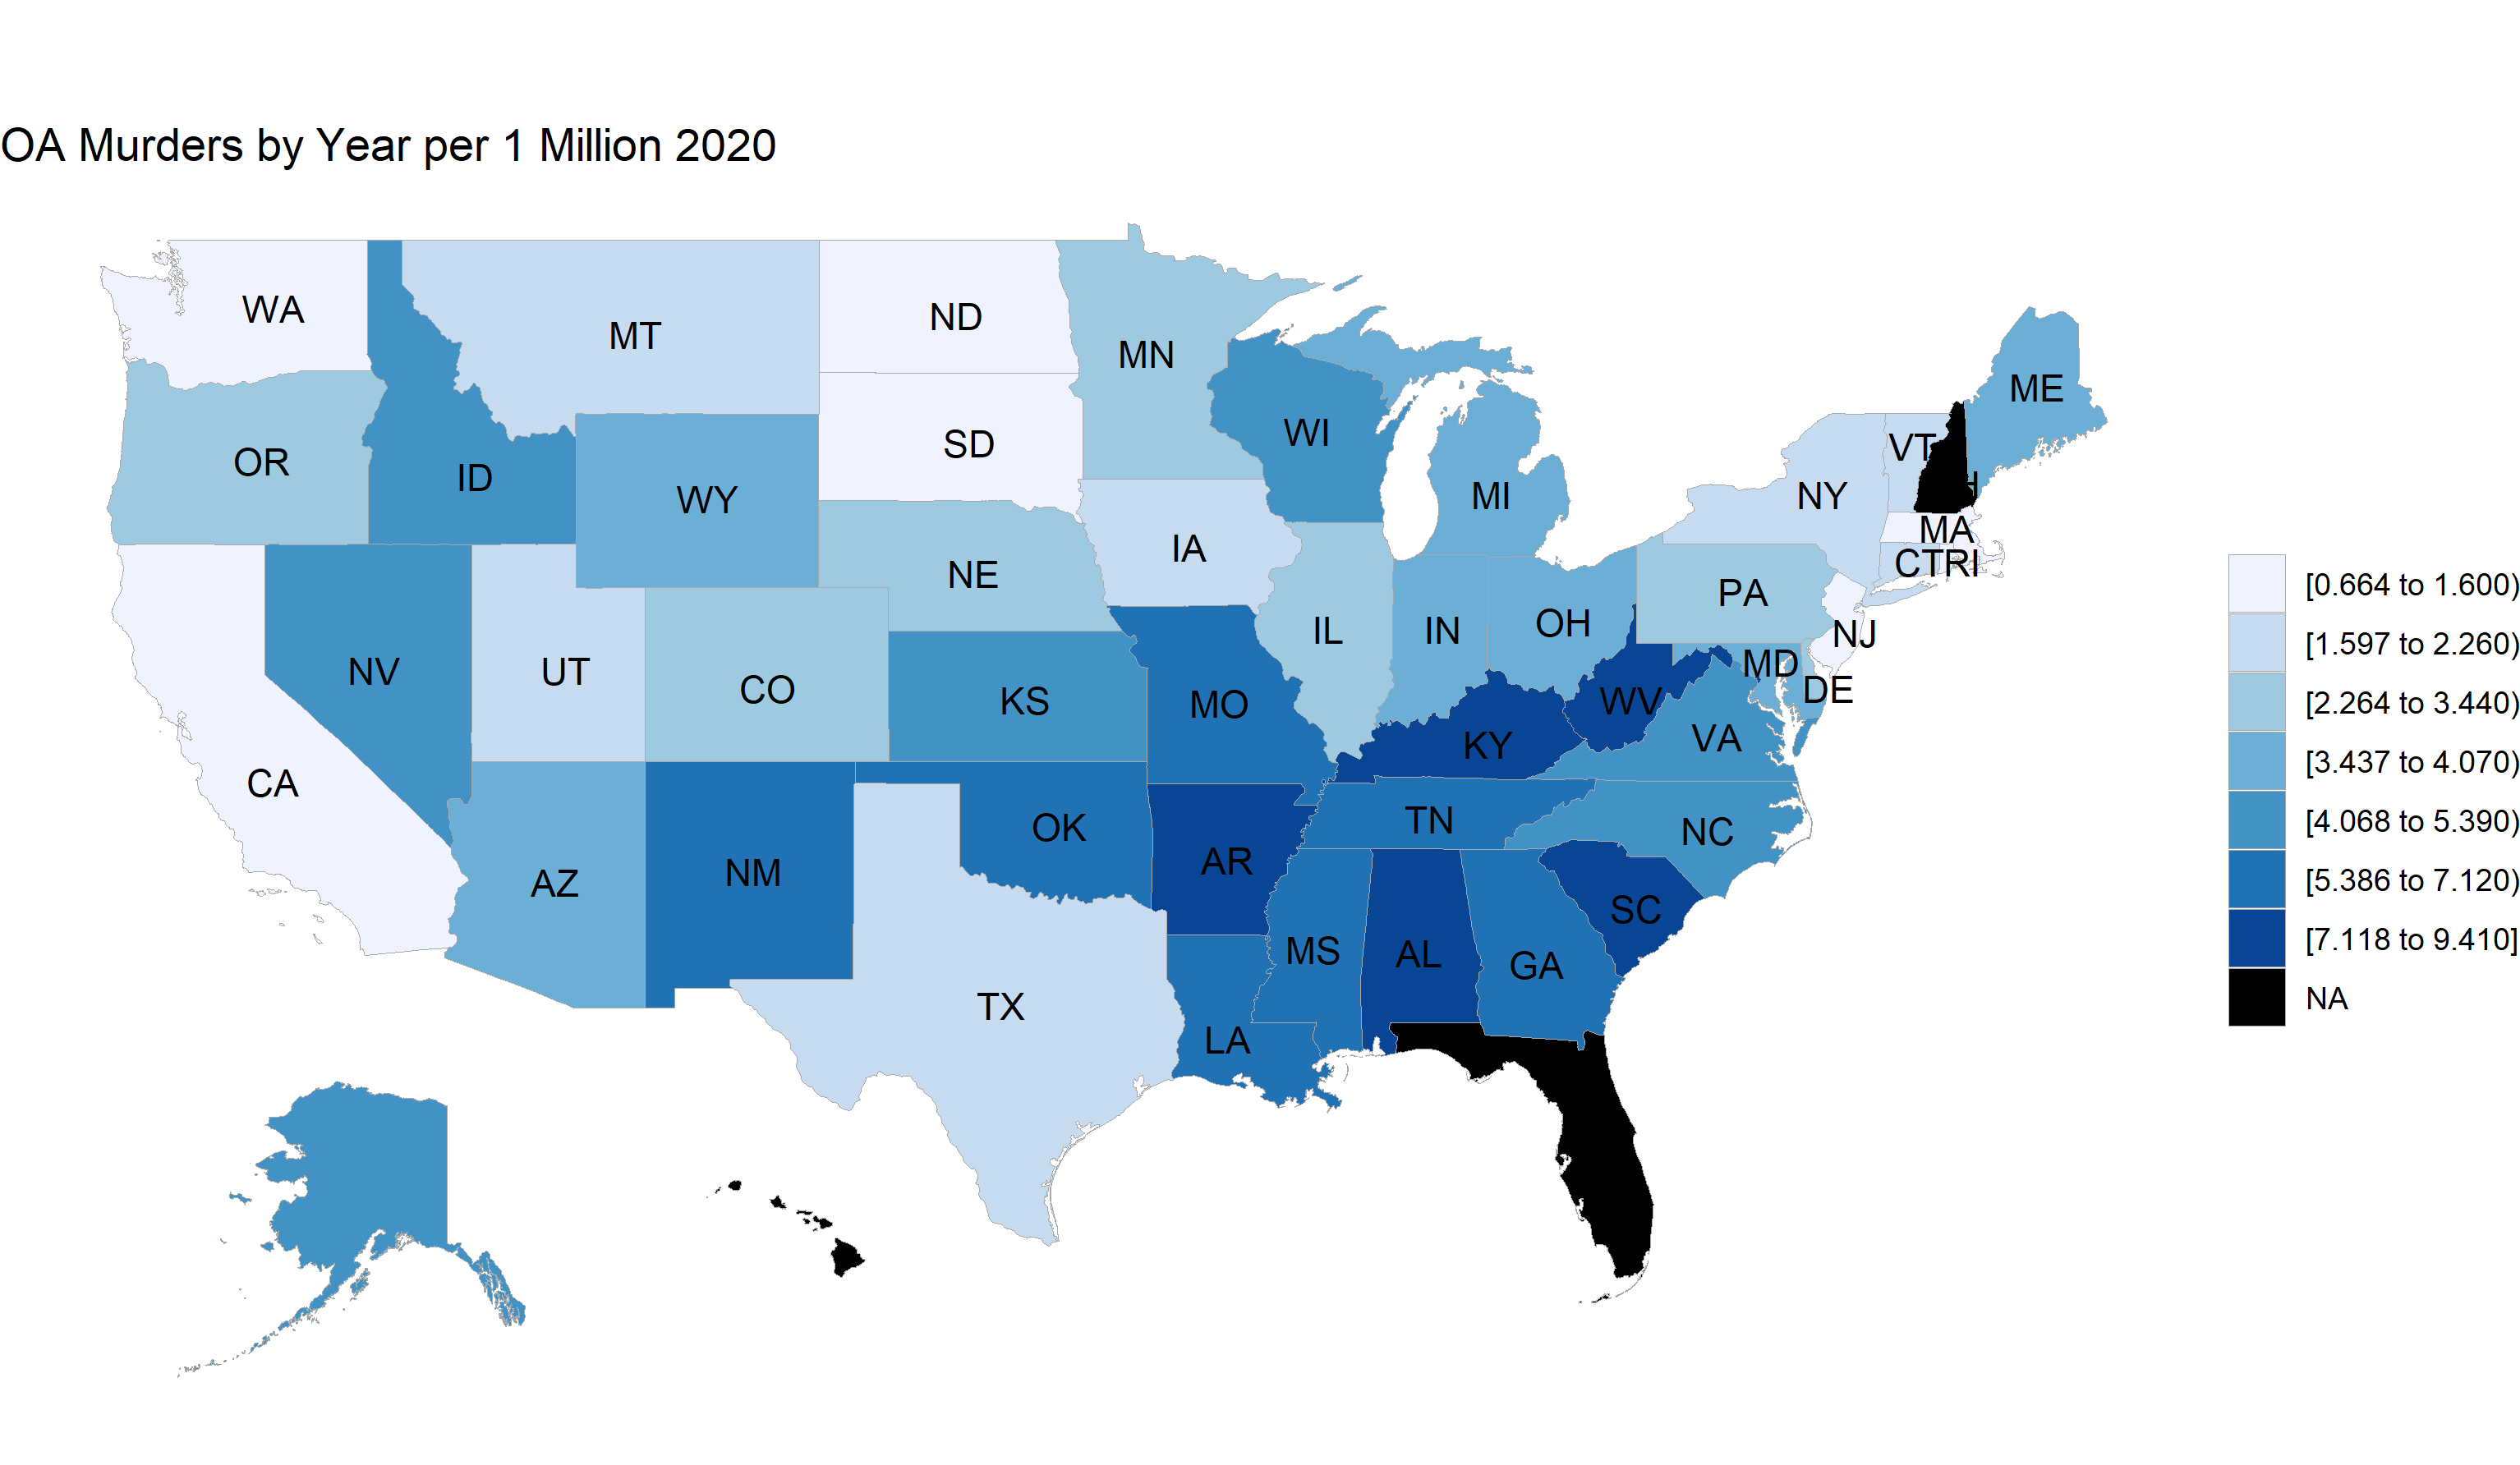 OA Murders by Year per 1 Million 2020
WA
MT
ND
MN
ME
WI
VT
SD
OR
ID
WY
MI
NY
H
MA
IA
CTRI
NE
PA
IL
IN
OH
NJ
NV
UT
CO
KS
MO
MD
DE
WV
VA
KY
CA
TN
OK
NC
AR
NM
AZ
SC
MS
AL
GA
TX
LA
[0.664 to 1.600)
[1.597 to 2.260)
[2.264 to 3.440)
[3.437 to 4.070)
[4.068 to 5.390)
[5.386 to 7.120)
[7.118 to 9.410]
NA